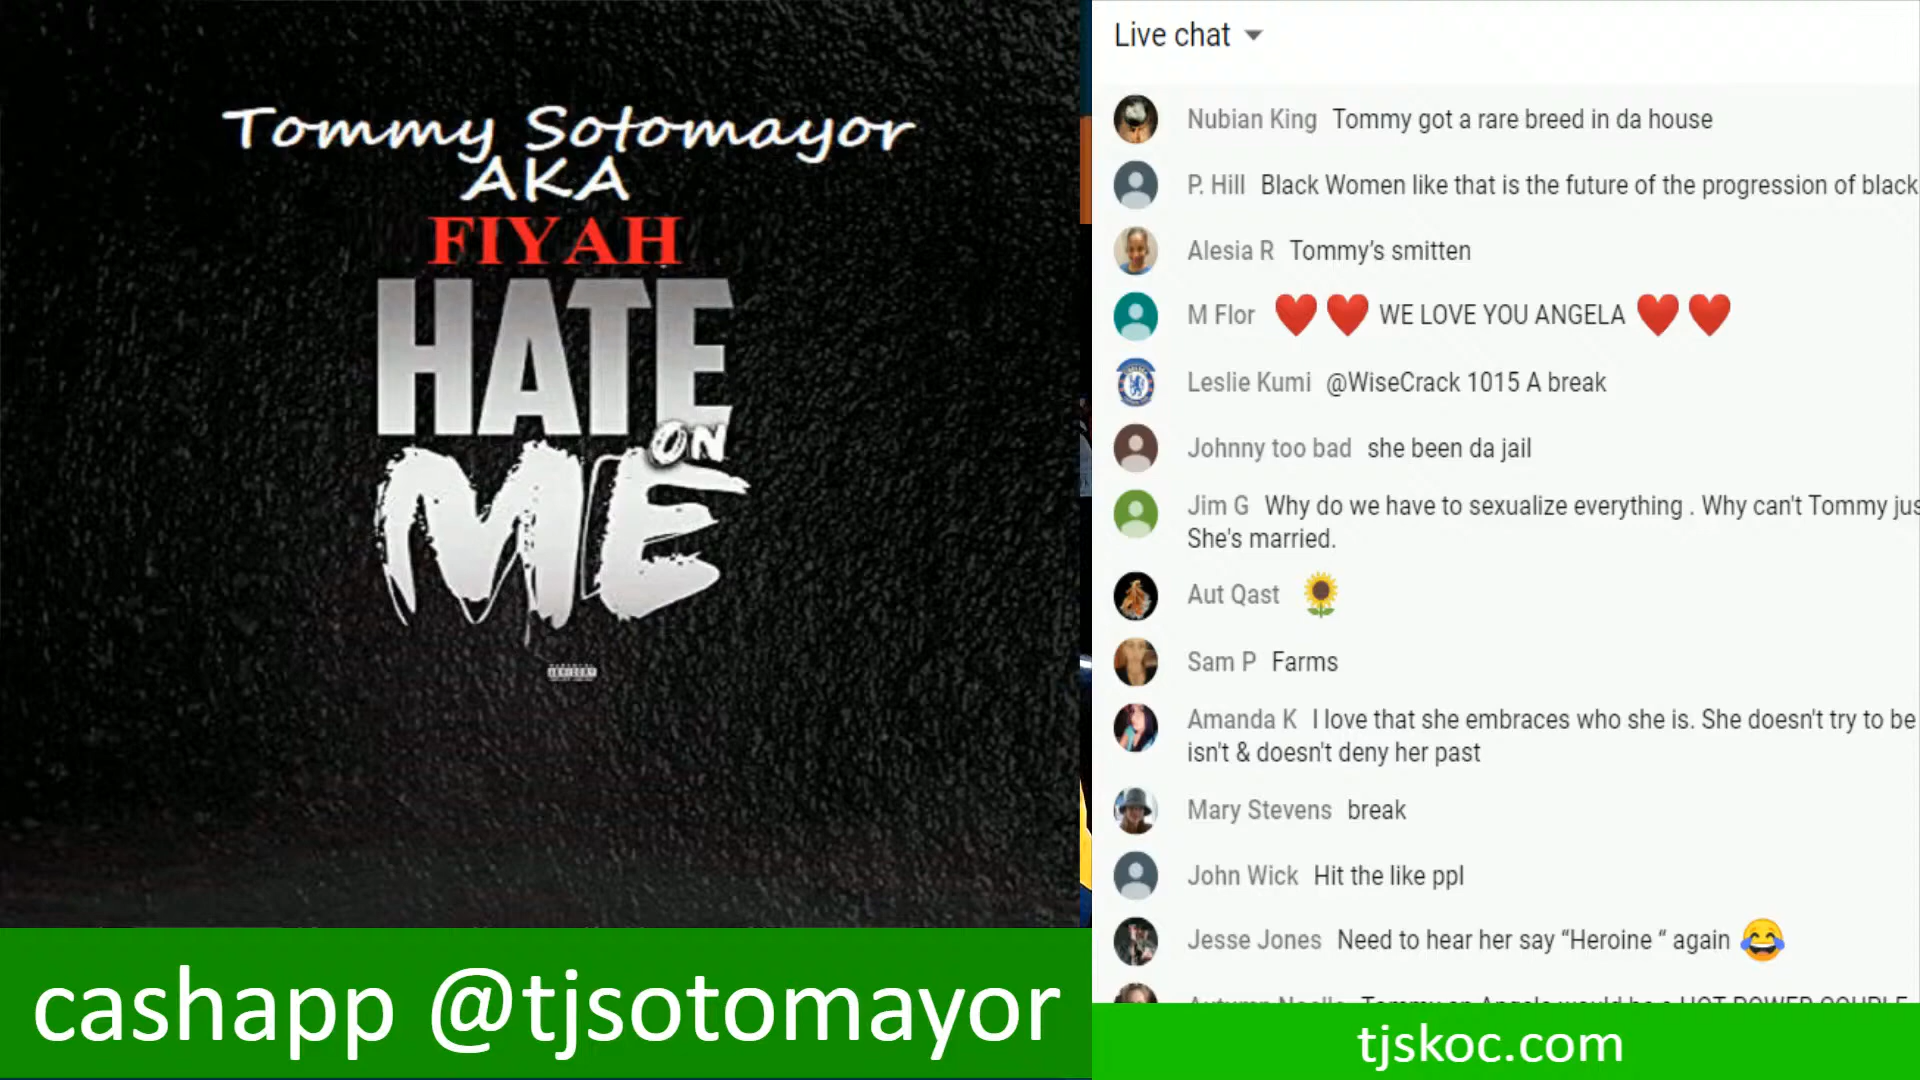 Tommy Sotomayor
AKA
FIYAH
HATE
ON
ME
cashapp @tjsotomayor
Live chat
Nubian King Tommy got a rare breed in da house
P. Hill Black Women like that is the future of the progression of black
Alesia R Tommy’s smitten
M Flor ❤️ ❤️ WE LOVE YOU ANGELA ❤️ ❤️
Leslie Kumi @WiseCrack 1015 A break
Johnny too bad she been da jail
Jim G Why do we have to sexualize everything . Why can't Tommy jus
She's married.
Aut Qast 🌻
Sam P Farms
Amanda K I love that she embraces who she is. She doesn't try to be
isn't & doesn't deny her past
Mary Stevens break
John Wick Hit the like ppl
Jesse Jones Need to hear her say “Heroine “ again 😂
tjskoc.com